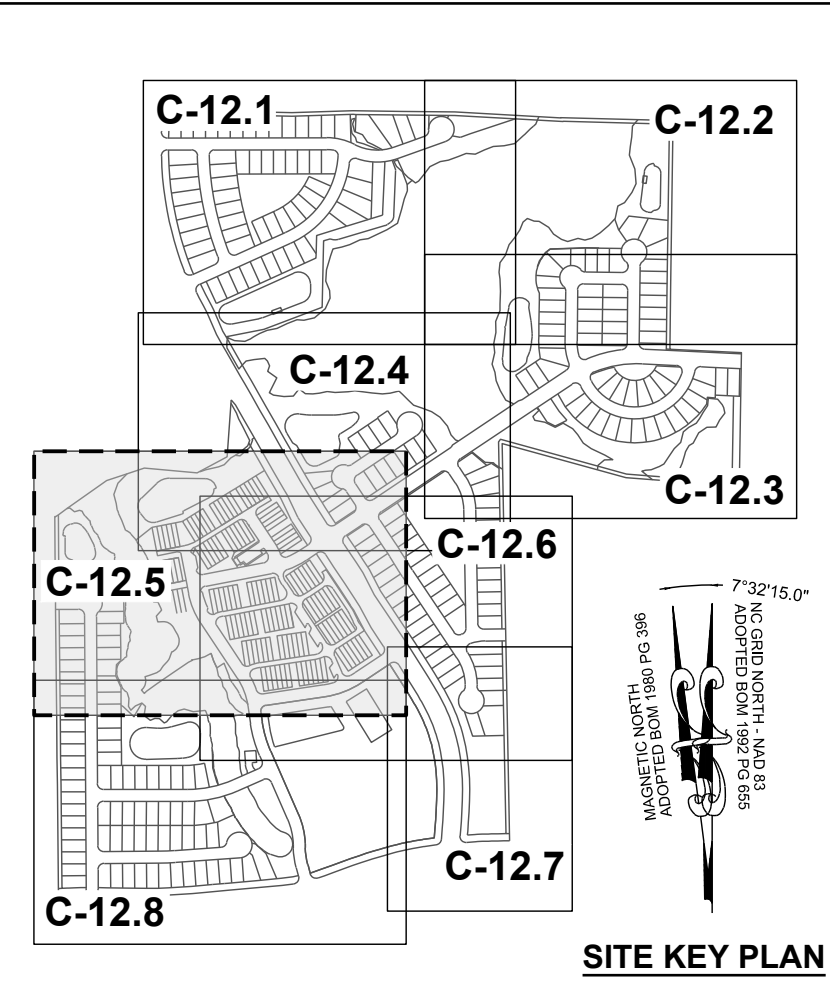 C-12.1
C-12.2
C-12.4
C-12.3
C-12.6
C-12.5
7°32'15.0"
MAGNETIC NORTH
ADOPTED BOM 1980 PG 396
NC GRID NORTH - NAD 83
ADOPTED BOM 1992 PG 655
C-12.7
C-12.8
SITE KEY PLAN